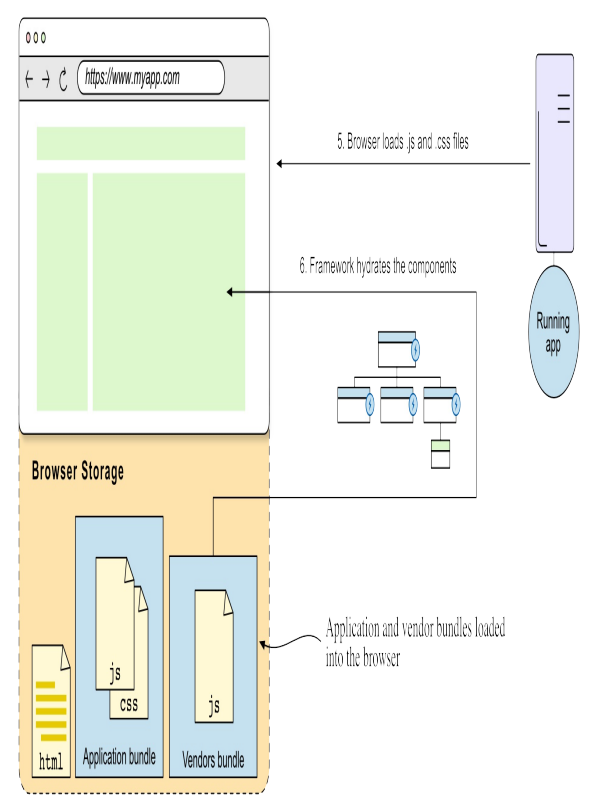 https://www.myapp.com
5. Browser loads .js and .css files
6. Framework hydrates the components
Running
app
Browser Storage
js
css
Application bundle
js
Vendors bundle
html
Application and vendor bundles loaded
into the browser